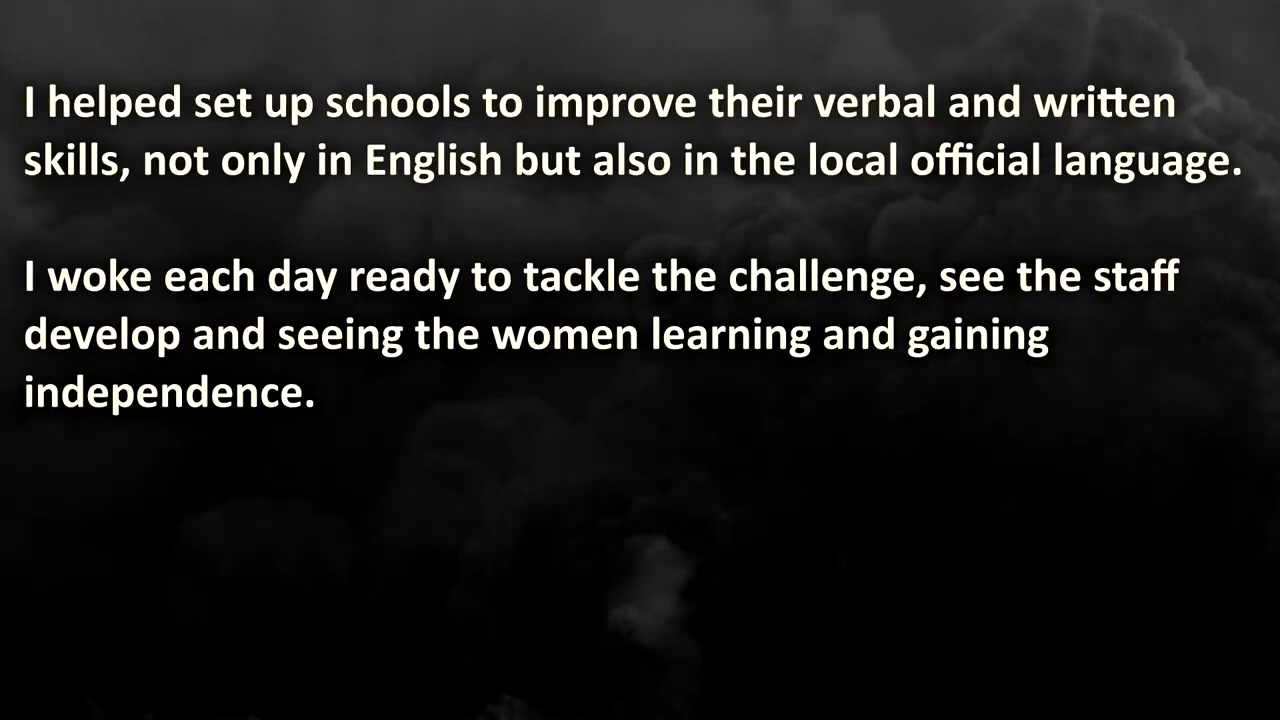 I helped set up schools to improve their verbal and written
skills, not only in English but also in the local official language.
I woke each day ready to tackle the challenge, see the staff
develop and seeing the women learning and gaining
independence.